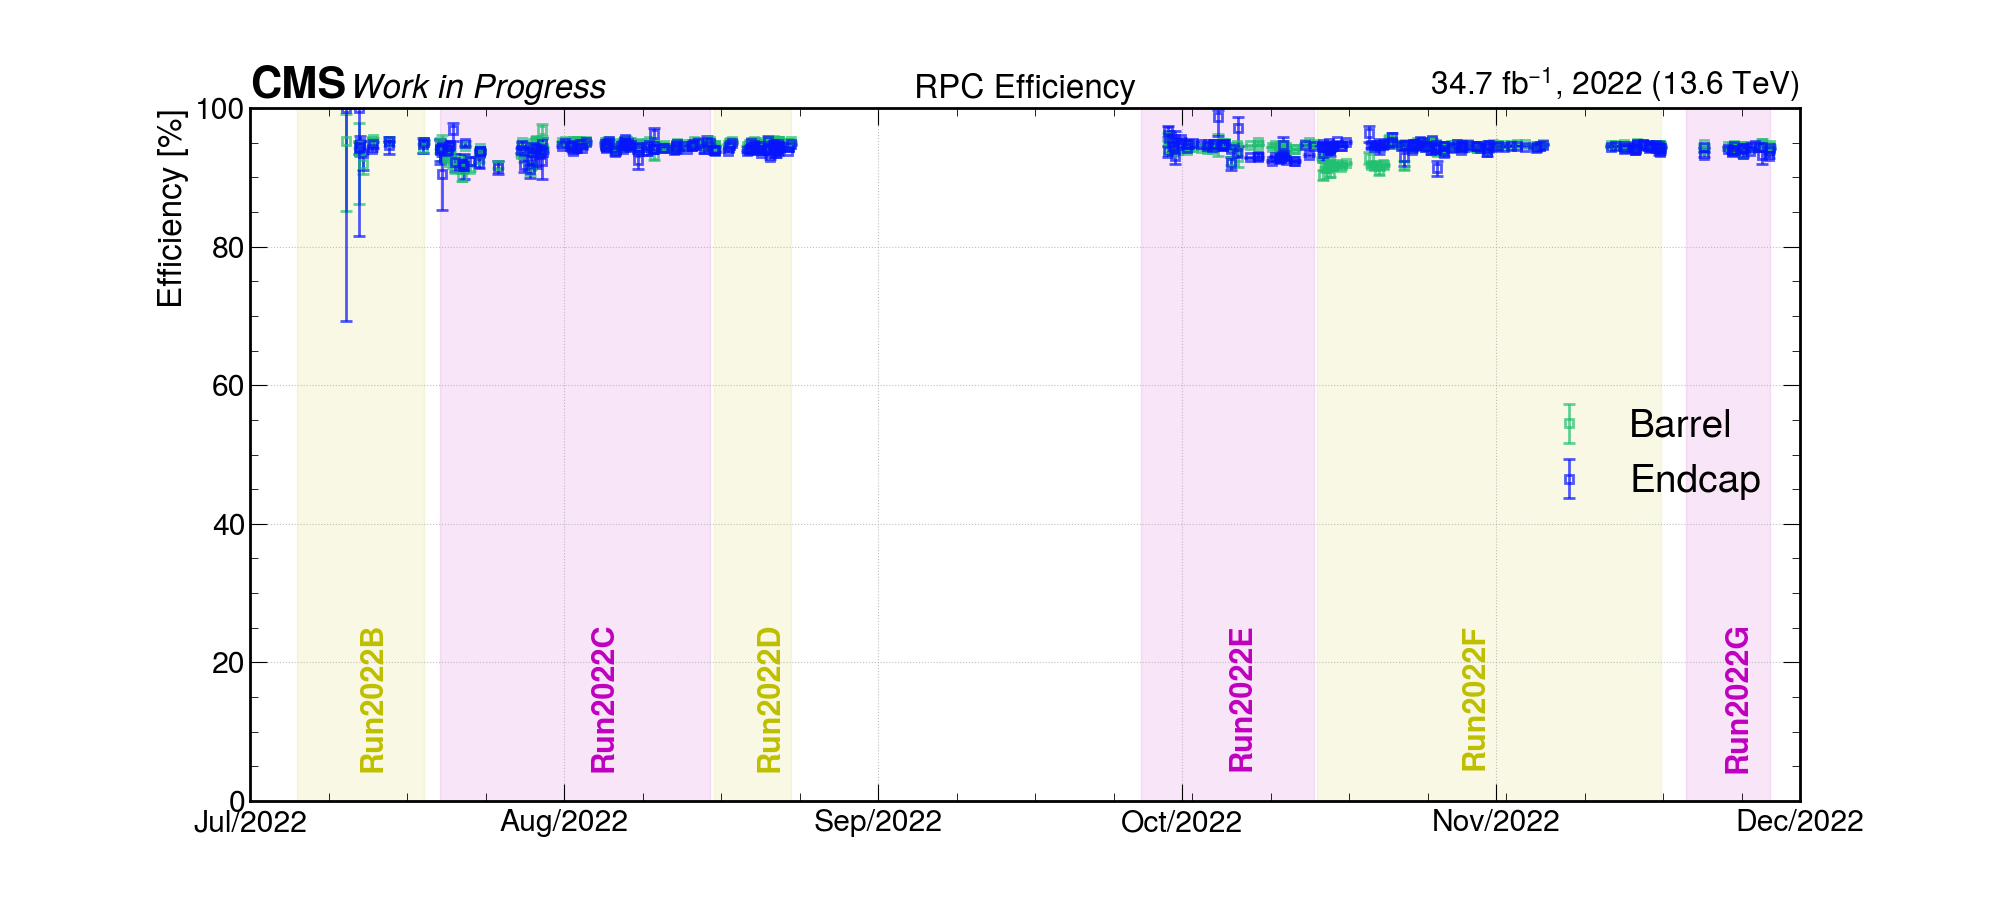 CMS Work in Progress RPC Efficiency 34.7 fb⁻¹, 2022 (13.6 TeV)
Efficiency [%]
100
80
60
40
20
0
Barrel
Endcap
Run2022B Run2022C Run2022D Run2022E Run2022F Run2022G
Jul/2022 Aug/2022 Sep/2022 Oct/2022 Nov/2022 Dec/2022